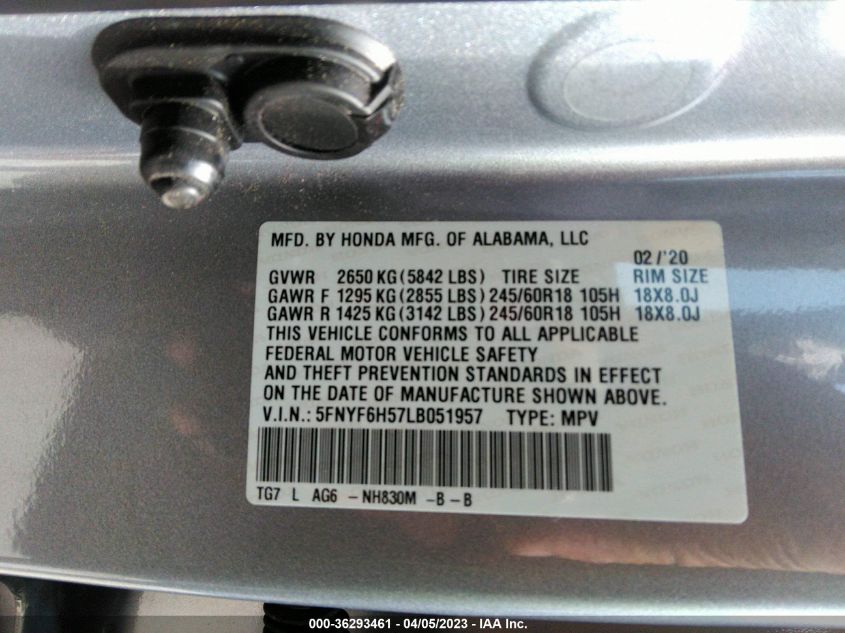 MFD. BY HONDA MFG. OF ALABAMA, LLC
02/'20
GVWR 2650 KG (5842 LBS) TIRE SIZE RIM SIZE
GAWR F 1295 KG (2855 LBS) 245/60R18 105H 18X8.0J
GAWR R 1425 KG (3142 LBS) 245/60R18 105H 18X8.0J
THIS VEHICLE CONFORMS TO ALL APPLICABLE
FEDERAL MOTOR VEHICLE SAFETY
AND THEFT PREVENTION STANDARDS IN EFFECT
ON THE DATE OF MANUFACTURE SHOWN ABOVE.
V.I.N.: 5FNYF6H57LB051957 TYPE: MPV
TG7 L AG6 - NH830M - B - B
000-36293461 - 04/05/2023 - IAA Inc.